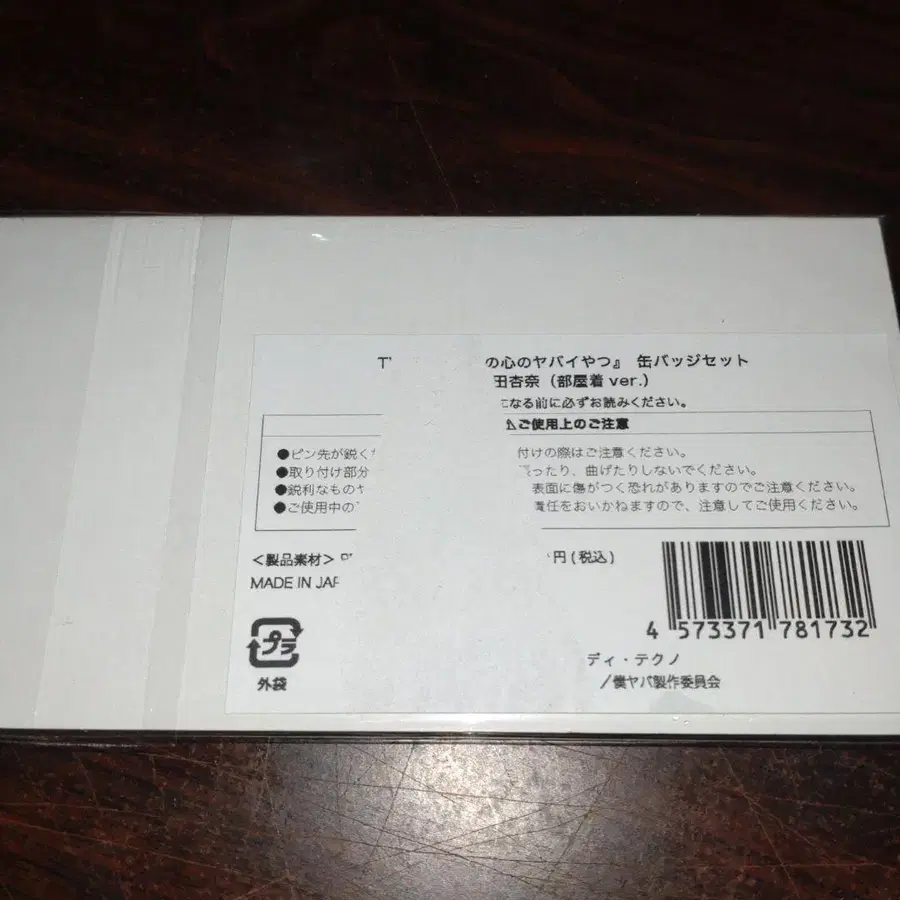 T の心のヤバイやつ』 缶バッジセット
田杏奈（部屋着 ver.）
なる前に必ずお読みください。
⚠ご使用上のご注意
●ピン先が鋭く 付けの際はご注意ください。
●取り付け部分 ったり、曲げたりしないでください。
●鋭利なものや 表面に傷がつく恐れがありますのでご注意ください。
●ご使用中の 責任をおいかねますので、注意してご使用ください。
＜製品素材＞ 円(税込)
MADE IN JAP
4 573371 781732
プラ
外袋
ディ・テクノ
/僕ヤバ製作委員会